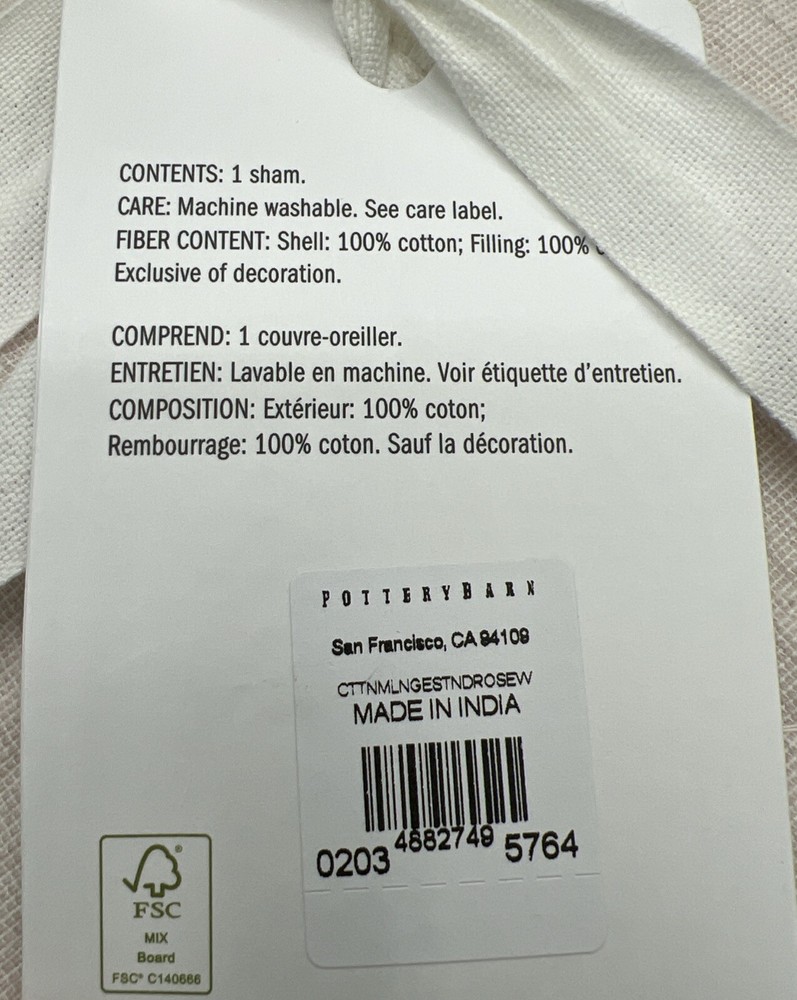 CONTENTS: 1 sham.
CARE: Machine washable. See care label.
FIBER CONTENT: Shell: 100% cotton; Filling: 100%
Exclusive of decoration.
COMPREND: 1 couvre-oreiller.
ENTRETIEN: Lavable en machine. Voir étiquette d'entretien.
COMPOSITION: Extérieur: 100% coton;
Rembourrage: 100% coton. Sauf la décoration.
POTTERYBARN
San Francisco, CA 94109
CTTNMLNGESTNDROSEW
MADE IN INDIA
0203 4882749 5764
FSC
MIX
Board
FSC® C140666